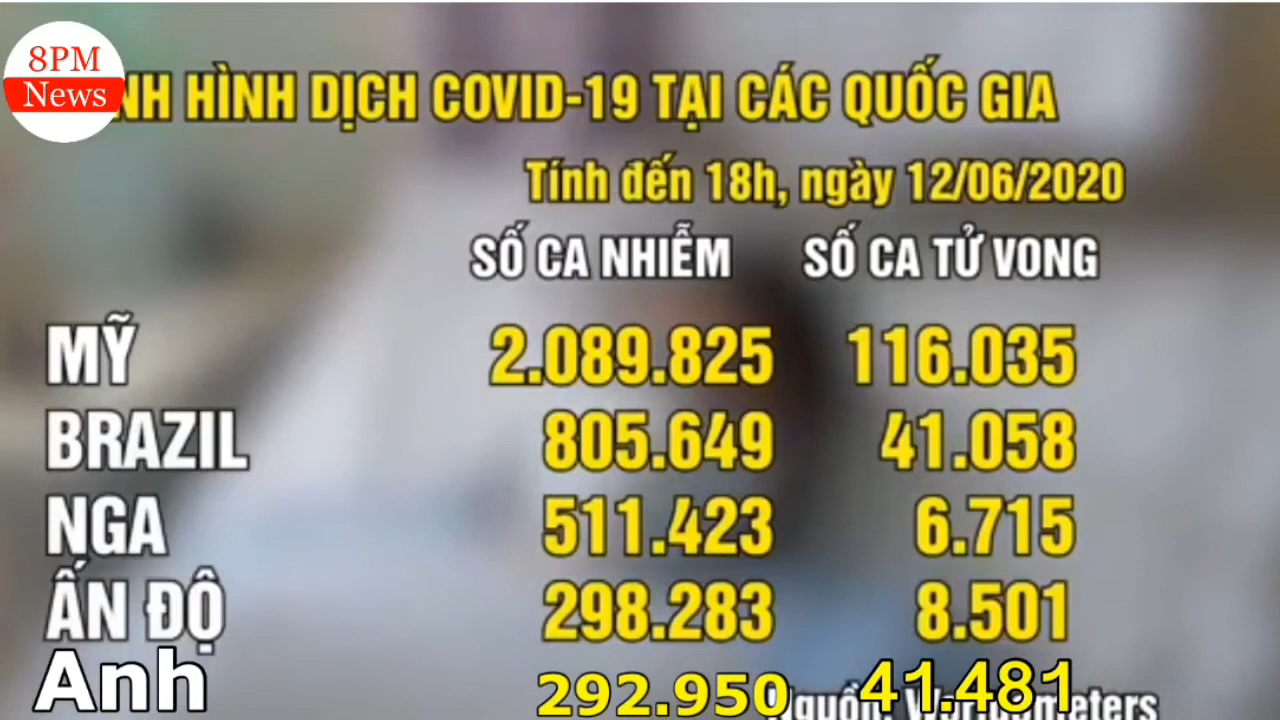 8PM
News
NH HÌNH DỊCH COVID-19 TẠI CÁC QUỐC GIA
Tính đến 18h, ngày 12/06/2020
SỐ CA NHIỄM SỐ CA TỬ VONG
MỸ 2.089.825 116.035
BRAZIL 805.649 41.058
NGA 511.423 6.715
ẤN ĐỘ 298.283 8.501
Anh 292.950 41.481
Nguồn: Worldometers